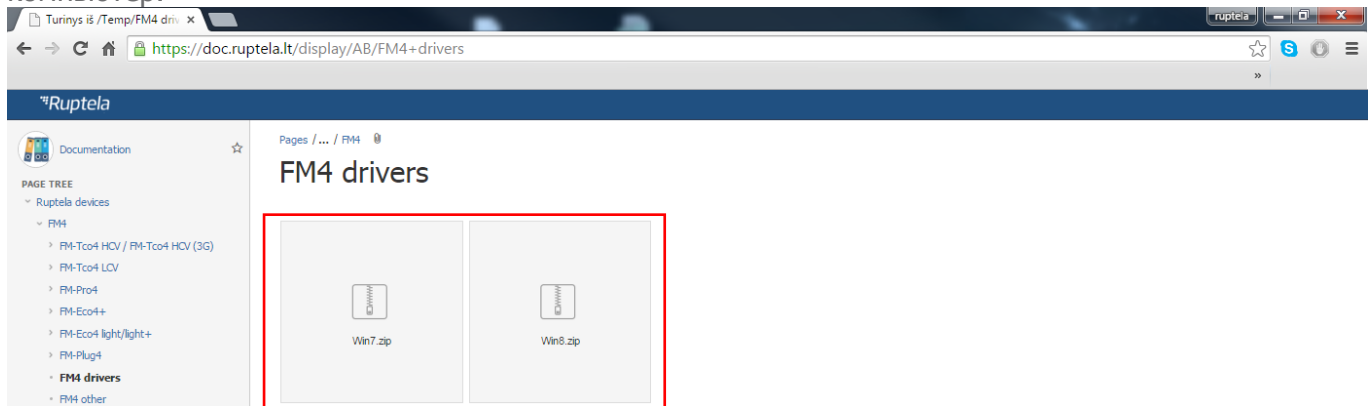 компьютер.
Turinys iš /Temp/FM4 driv
ruptela
https://doc.ruptela.lt/display/AB/FM4+drivers
»
Ruptela
Documentation
Pages / ... / FM4
FM4 drivers
PAGE TREE
Ruptela devices
FM4
FM-Tco4 HCV / FM-Tco4 HCV (3G)
FM-Tco4 LCV
FM-Pro4
FM-Eco4+
FM-Eco4 light/light+
FM-Plug4
FM4 drivers
FM4 other
Win7.zip
Win8.zip